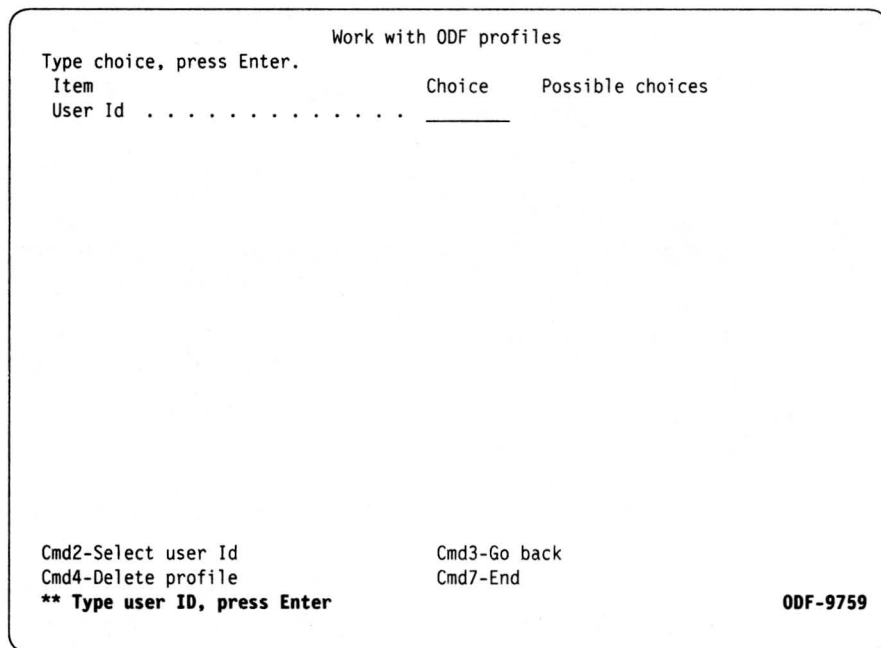 Work with ODF profiles
Type choice, press Enter.
Item Choice Possible choices
User Id . . . . . . . . . . . . . ________
Cmd2-Select user Id Cmd3-Go back
Cmd4-Delete profile Cmd7-End
** Type user ID, press Enter ODF-9759